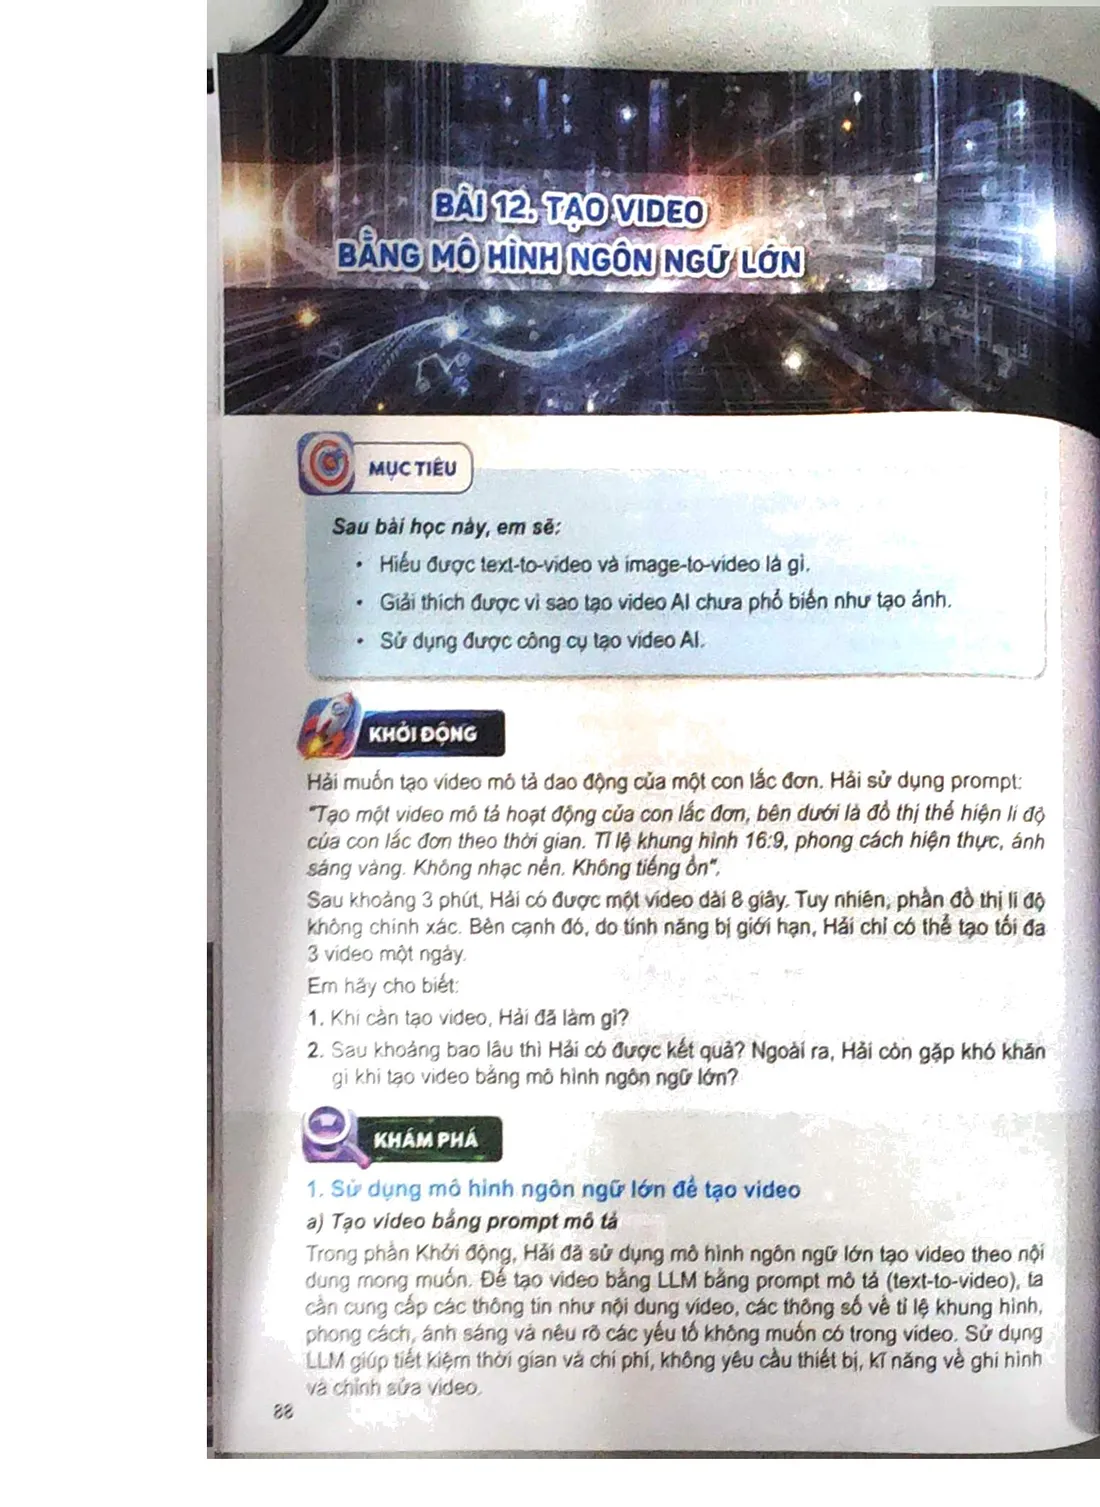 BÀI 12. TẠO VIDEO
BẰNG MÔ HÌNH NGÔN NGỮ LỚN
MỤC TIÊU
Sau bài học này, em sẽ:
• Hiểu được text-to-video và image-to-video là gì.
• Giải thích được vì sao tạo video AI chưa phổ biến như tạo ảnh.
• Sử dụng được công cụ tạo video AI.
KHỞI ĐỘNG
Hải muốn tạo video mô tả dao động của một con lắc đơn. Hải sử dụng prompt:
"Tạo một video mô tả hoạt động của con lắc đơn, bên dưới là đồ thị thể hiện li độ
của con lắc đơn theo thời gian. Tỉ lệ khung hình 16:9, phong cách hiện thực, ánh
sáng vàng. Không nhạc nền. Không tiếng ồn".
Sau khoảng 3 phút, Hải có được một video dài 8 giây. Tuy nhiên, phần đồ thị li độ
không chính xác. Bên cạnh đó, do tính năng bị giới hạn, Hải chỉ có thể tạo tối đa
3 video một ngày.
Em hãy cho biết:
1. Khi cần tạo video, Hải đã làm gì?
2. Sau khoảng bao lâu thì Hải có được kết quả? Ngoài ra, Hải còn gặp khó khăn
gì khi tạo video bằng mô hình ngôn ngữ lớn?
KHÁM PHÁ
1. Sử dụng mô hình ngôn ngữ lớn để tạo video
a) Tạo video bằng prompt mô tả
Trong phần Khởi động, Hải đã sử dụng mô hình ngôn ngữ lớn tạo video theo nội
dung mong muốn. Để tạo video bằng LLM bằng prompt mô tả (text-to-video), ta
cần cung cấp các thông tin như nội dung video, các thông số về tỉ lệ khung hình,
phong cách, ánh sáng và nêu rõ các yếu tố không muốn có trong video. Sử dụng
LLM giúp tiết kiệm thời gian và chi phí, không yêu cầu thiết bị, kĩ năng về ghi hình
và chỉnh sửa video.
88